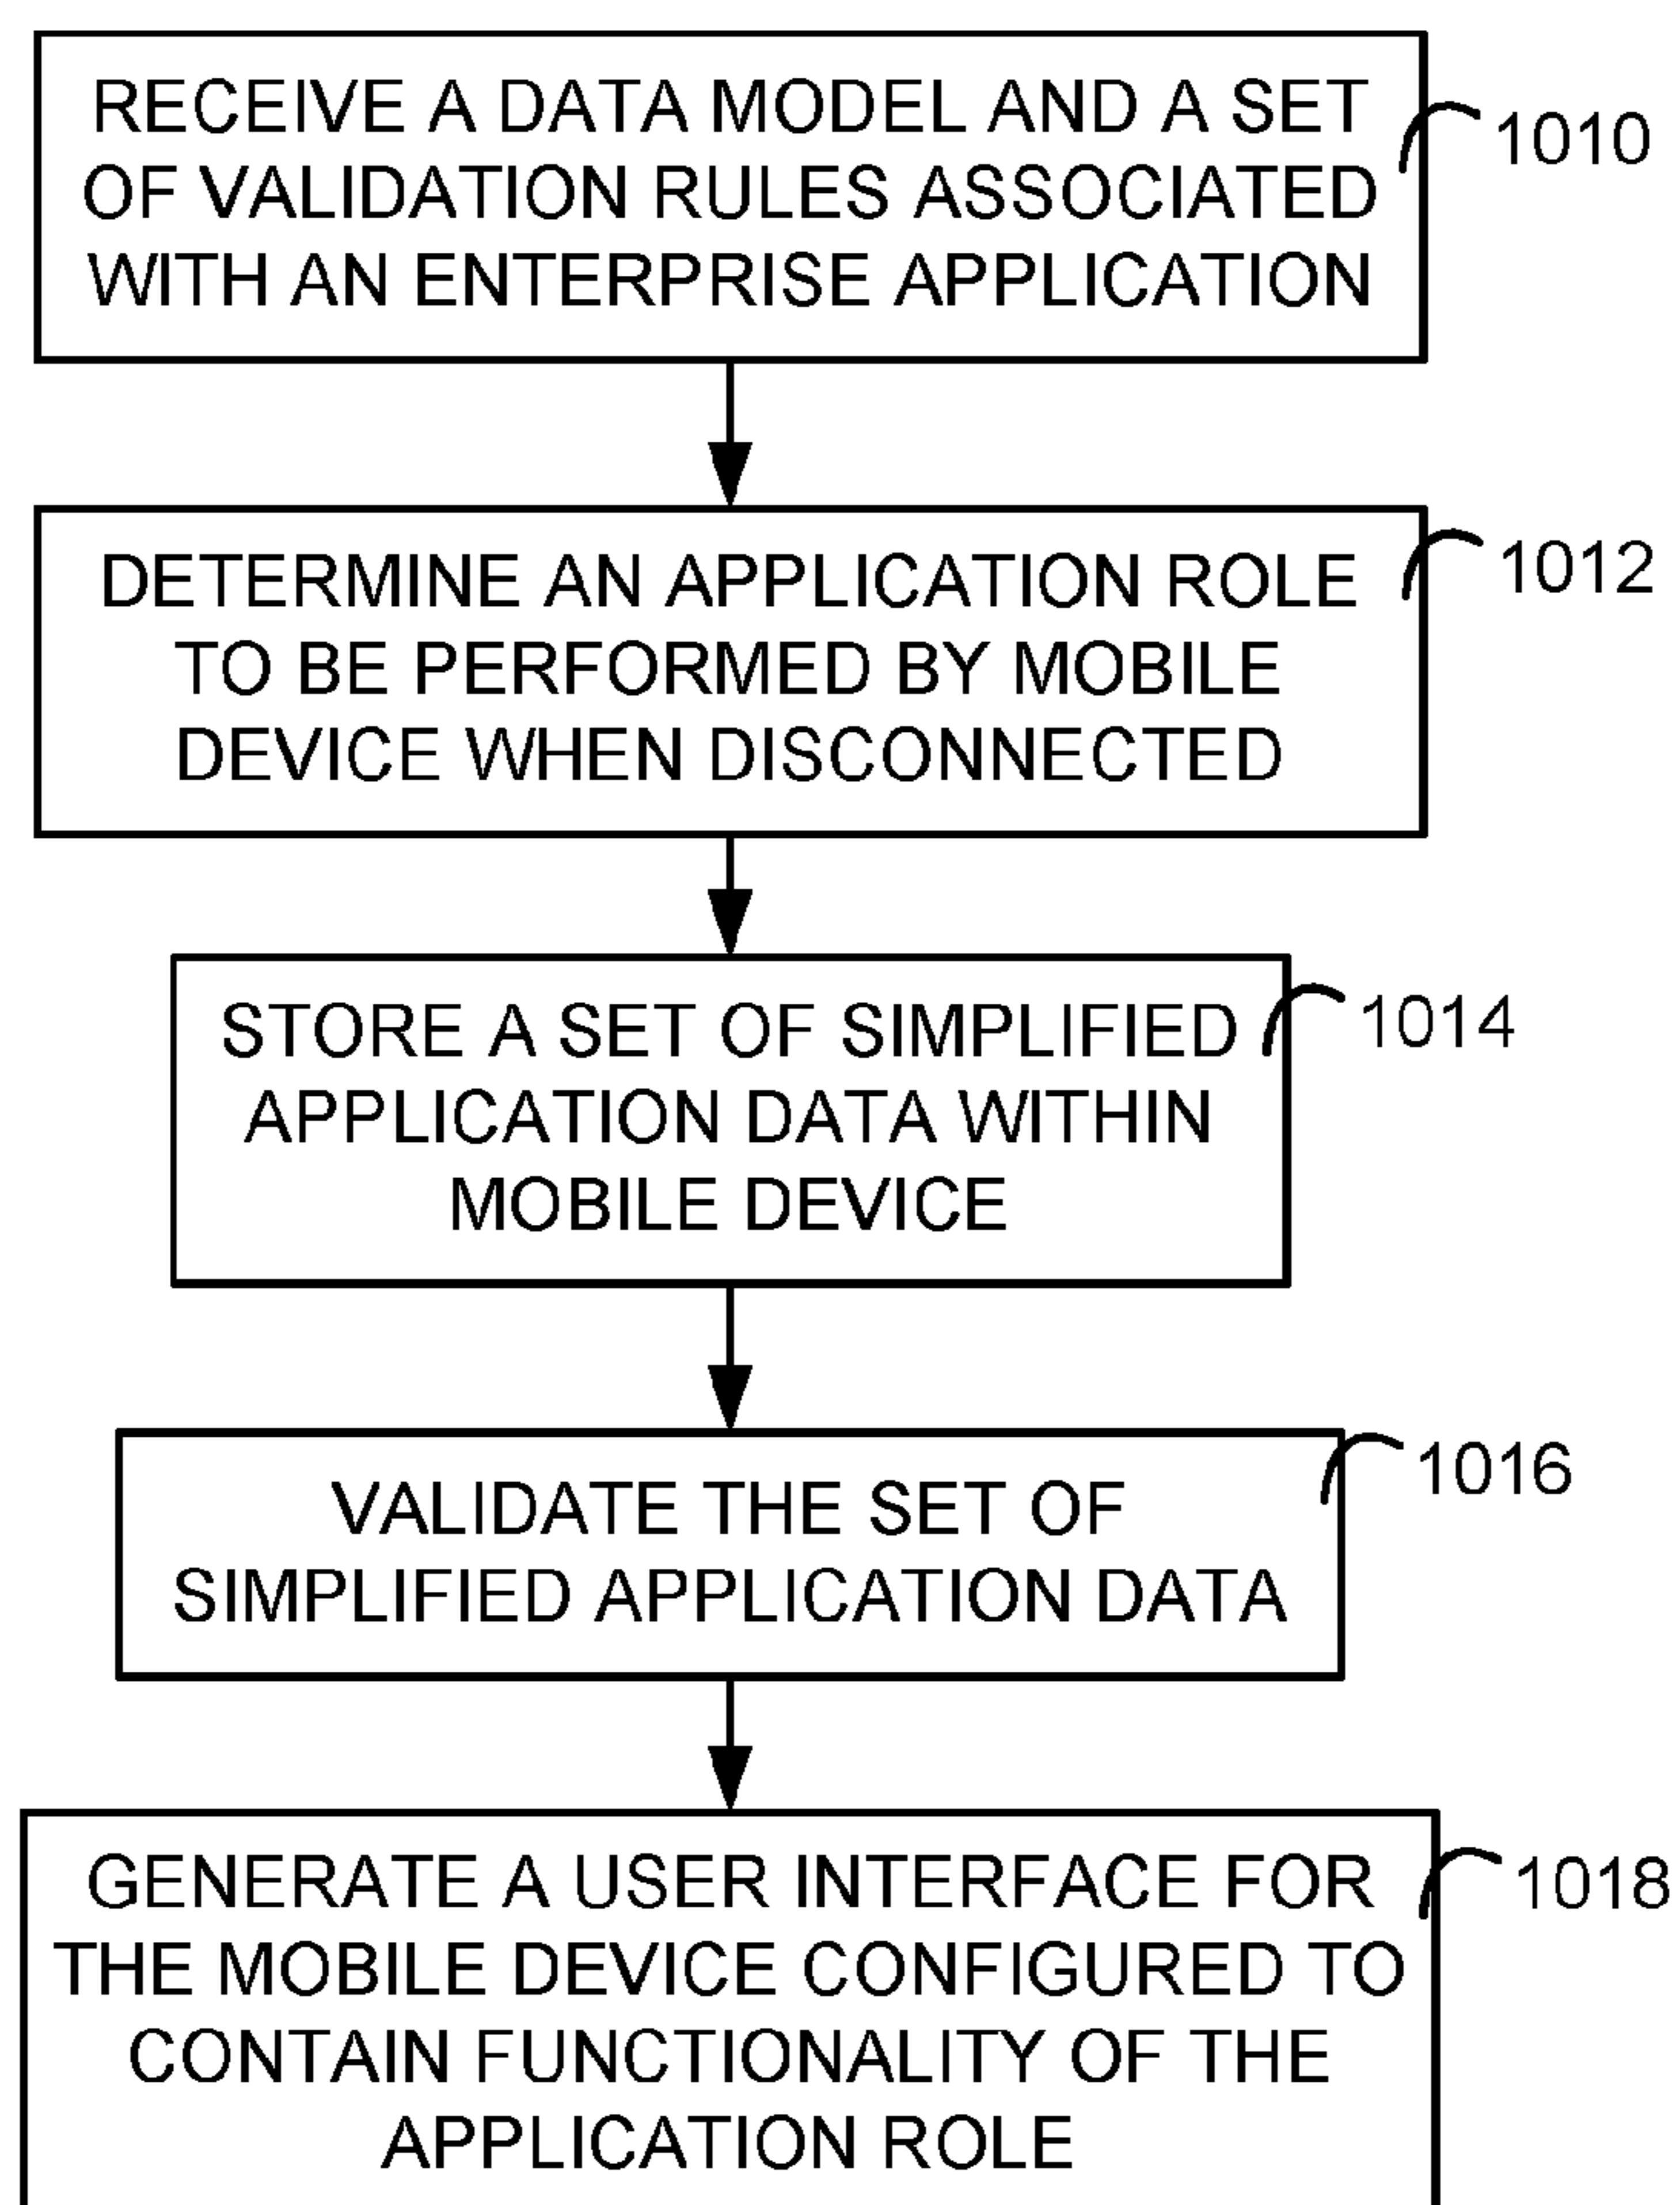 RECEIVE A DATA MODEL AND A SET
OF VALIDATION RULES ASSOCIATED
WITH AN ENTERPRISE APPLICATION
1010
DETERMINE AN APPLICATION ROLE
TO BE PERFORMED BY MOBILE
DEVICE WHEN DISCONNECTED
1012
STORE A SET OF SIMPLIFIED
APPLICATION DATA WITHIN
MOBILE DEVICE
1014
VALIDATE THE SET OF
SIMPLIFIED APPLICATION DATA
1016
GENERATE A USER INTERFACE FOR
THE MOBILE DEVICE CONFIGURED TO
CONTAIN FUNCTIONALITY OF THE
APPLICATION ROLE
1018